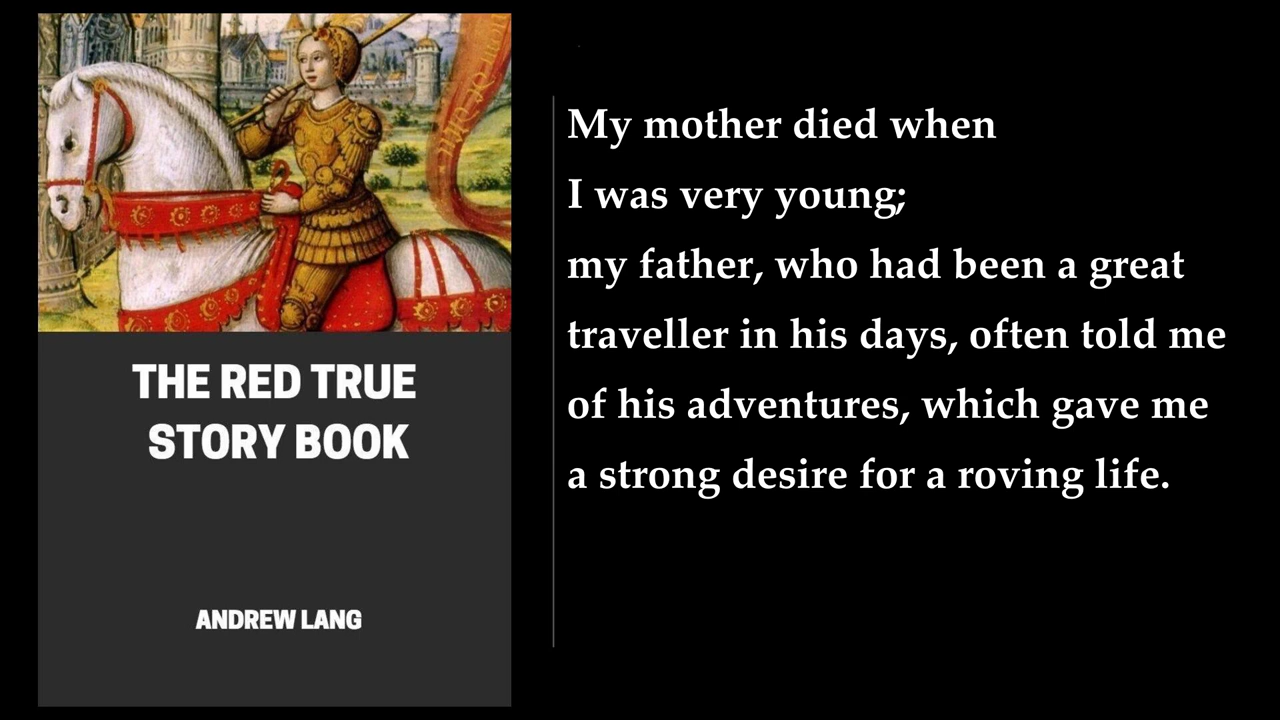 THE RED TRUE
STORY BOOK
ANDREW LANG
My mother died when
I was very young;
my father, who had been a great
traveller in his days, often told me
of his adventures, which gave me
a strong desire for a roving life.